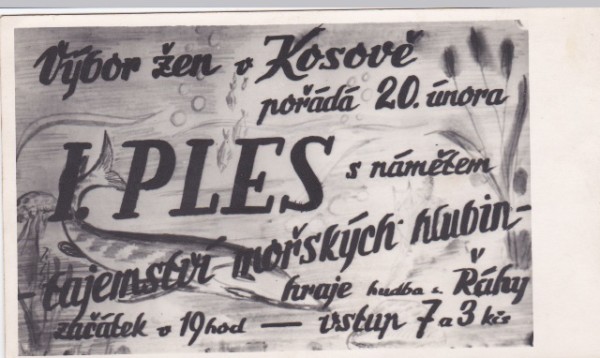 Výbor žen v Kosově
pořádá 20. února
I. PLES s námětem
- tajemství mořských hlubin -
hraje hudba z Řáhy
začátek v 19 hod — vstup 7 a 3 kčs